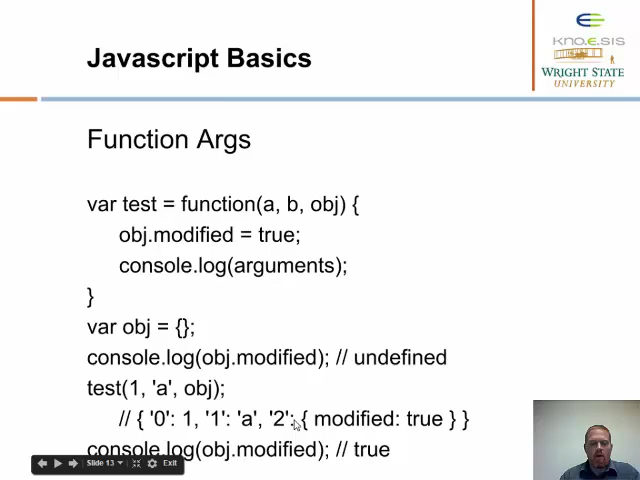 Javascript Basics
kno.e.sis
WRIGHT STATE
UNIVERSITY
Function Args
var test = function(a, b, obj) {
obj.modified = true;
console.log(arguments);
}
var obj = {};
console.log(obj.modified); // undefined
test(1, 'a', obj);
// { '0': 1, '1': 'a', '2': { modified: true } }
console.log(obj.modified); // true
Slide 13
Exit